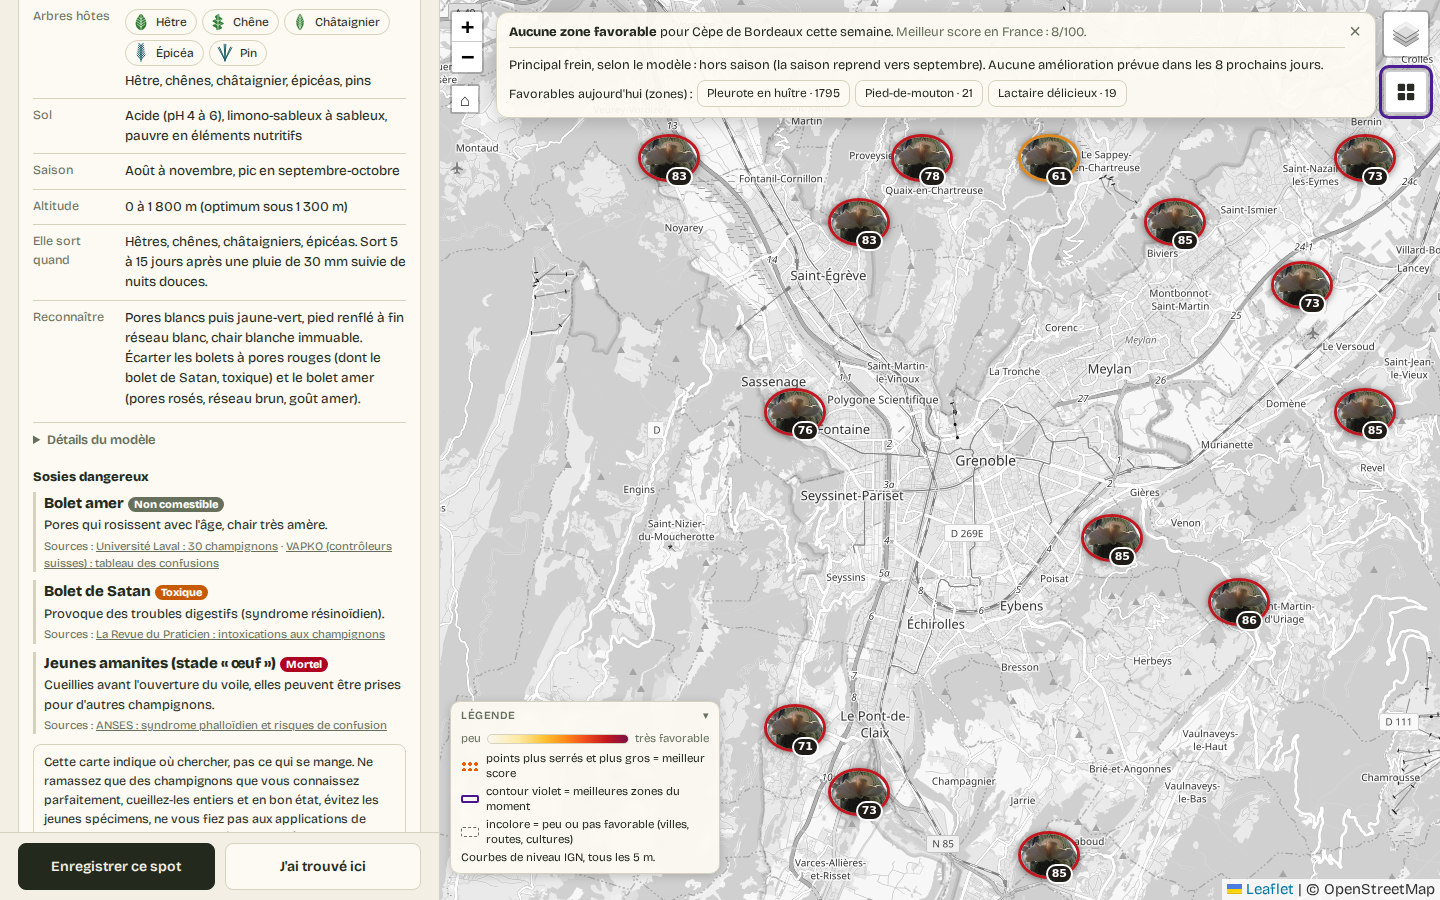 Arbres hôtes
Hêtre
Chêne
Châtaignier
Épicéa
Pin
Hêtre, chênes, châtaignier, épicéas, pins
Sol
Acide (pH 4 à 6), limono-sableux à sableux,
pauvre en éléments nutritifs
Saison
Août à novembre, pic en septembre-octobre
Altitude
0 à 1 800 m (optimum sous 1 300 m)
Elle sort
quand
Hêtres, chênes, châtaigniers, épicéas. Sort 5
à 15 jours après une pluie de 30 mm suivie de
nuits douces.
Reconnaître
Pores blancs puis jaune-vert, pied renflé à fin
réseau blanc, chair blanche immuable.
Écarter les bolets à pores rouges (dont le
bolet de Satan, toxique) et le bolet amer
(pores rosés, réseau brun, goût amer).
Détails du modèle
Sosies dangereux
Bolet amer Non comestible
Pores qui rosissent avec l'âge, chair très amère.
Sources : Université Laval : 30 champignons · VAPKO (contrôleurs
suisses) : tableau des confusions
Bolet de Satan Toxique
Provoque des troubles digestifs (syndrome résinoïdien).
Sources : La Revue du Praticien : intoxications aux champignons
Jeunes amanites (stade « œuf ») Mortel
Cueillies avant l'ouverture du voile, elles peuvent être prises
pour d'autres champignons.
Sources : ANSES : syndrome phalloïdien et risques de confusion
Cette carte indique où chercher, pas ce qui se mange. Ne
ramassez que des champignons que vous connaissez
parfaitement, cueillez-les entiers et en bon état, évitez les
jeunes spécimens, ne vous fiez pas aux applications de
Enregistrer ce spot
J'ai trouvé ici
+
−
⌂
Aucune zone favorable pour Cèpe de Bordeaux cette semaine. Meilleur score en France : 8/100.
×
Principal frein, selon le modèle : hors saison (la saison reprend vers septembre). Aucune amélioration prévue dans les 8 prochains jours.
Favorables aujourd'hui (zones) :
Pleurote en huître · 1795
Pied-de-mouton · 21
Lactaire délicieux · 19
Crolles
Bernin
Martin
13
Montaud
83
Fontanil-Cornillon
78
Quaix-en-Chartreuse
61
Le Sappey-
en-Chartreuse
les-Eymes
73
24c
Noyarey
83
85
Saint-Ismier
Biviers
24.1
14
Saint-Égrève
Lancey
Montbonnot-
Saint-Martin
73
25
Corenc
Meylan
Le Versoud
Saint-Martin-
le-Vinoux
La Tronche
Meylan
Saint-Jean-
le-Vieux
Sassenage
26
27
Polygone Scientifique
Domène
76
Fontaine
85
D
2
Murianette
Grenoble
Revel
Engins
3a
Seyssinet-Pariset
1
2
Gières
Saint-Nizier-
du-Moucherotte
Venon
D 269E
4
85
Seyssins
5a
Poisat
Eybens
86
d'Uriage
Échirolles
Bresson
Herbeys
Le Pont-de-
Claix
71
D 111
Vaulnaveys-
le-Haut
Champagnier
Brié-et-Angonnes
Chamrousse
Vaulnaveys-
le-Bas
73
Jarrie
N 85
85
Varces-Allières-
et-Risset
LÉGENDE ▾
peu
très favorable
points plus serrés et plus gros = meilleur
score
contour violet = meilleures zones du
moment
incolore = peu ou pas favorable (villes,
routes, cultures)
Courbes de niveau IGN, tous les 5 m.
Leaflet | © OpenStreetMap